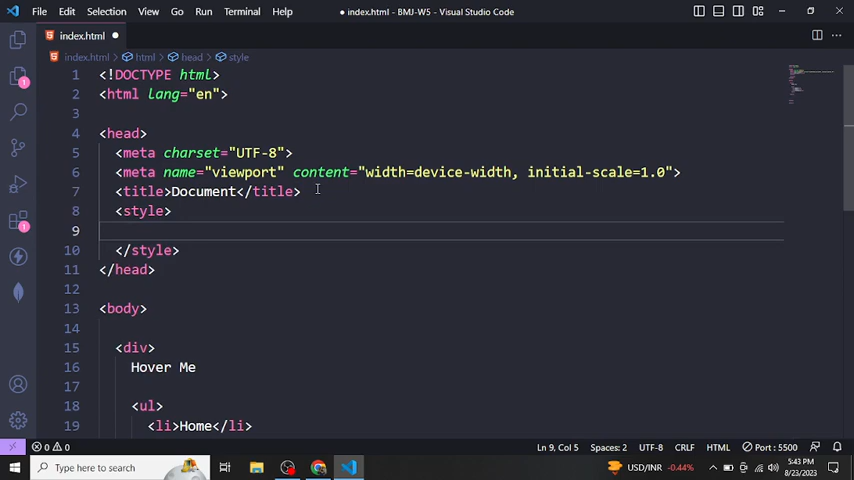 File Edit Selection View Go Run Terminal Help ● index.html - BMJ-W5 - Visual Studio Code
index.html ●
index.html > html > head > style
1 <!DOCTYPE html>
2 <html lang="en">
3
4 <head>
5 <meta charset="UTF-8">
6 <meta name="viewport" content="width=device-width, initial-scale=1.0">
7 <title>Document</title>
8 <style>
9
10 </style>
11 </head>
12
13 <body>
14
15 <div>
16 Hover Me
17
18 <ul>
19 <li>Home</li>
1
1
0 0 Ln 9, Col 5 Spaces: 2 UTF-8 CRLF HTML Port : 5500
Type here to search USD/INR -0.44% 5:43 PM
8/23/2023